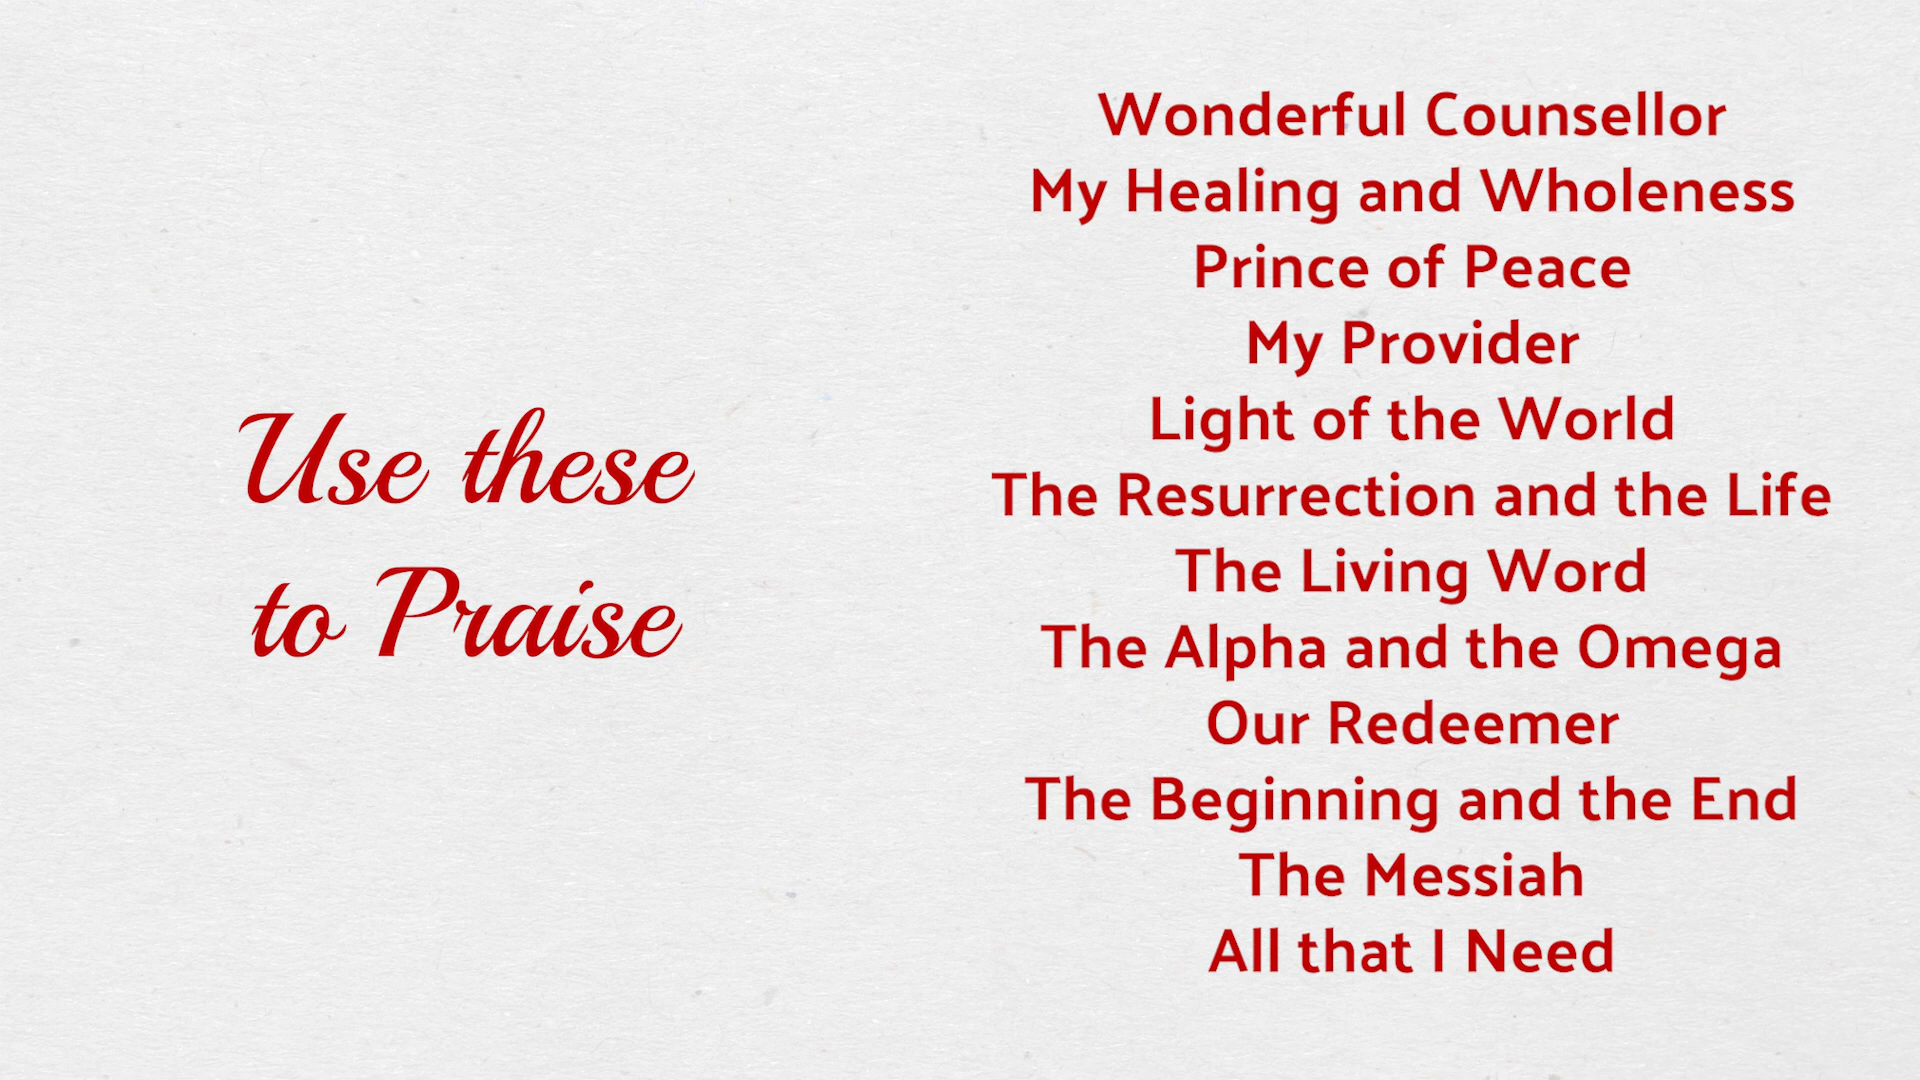 Use these
to Praise
Wonderful Counsellor
My Healing and Wholeness
Prince of Peace
My Provider
Light of the World
The Resurrection and the Life
The Living Word
The Alpha and the Omega
Our Redeemer
The Beginning and the End
The Messiah
All that I Need